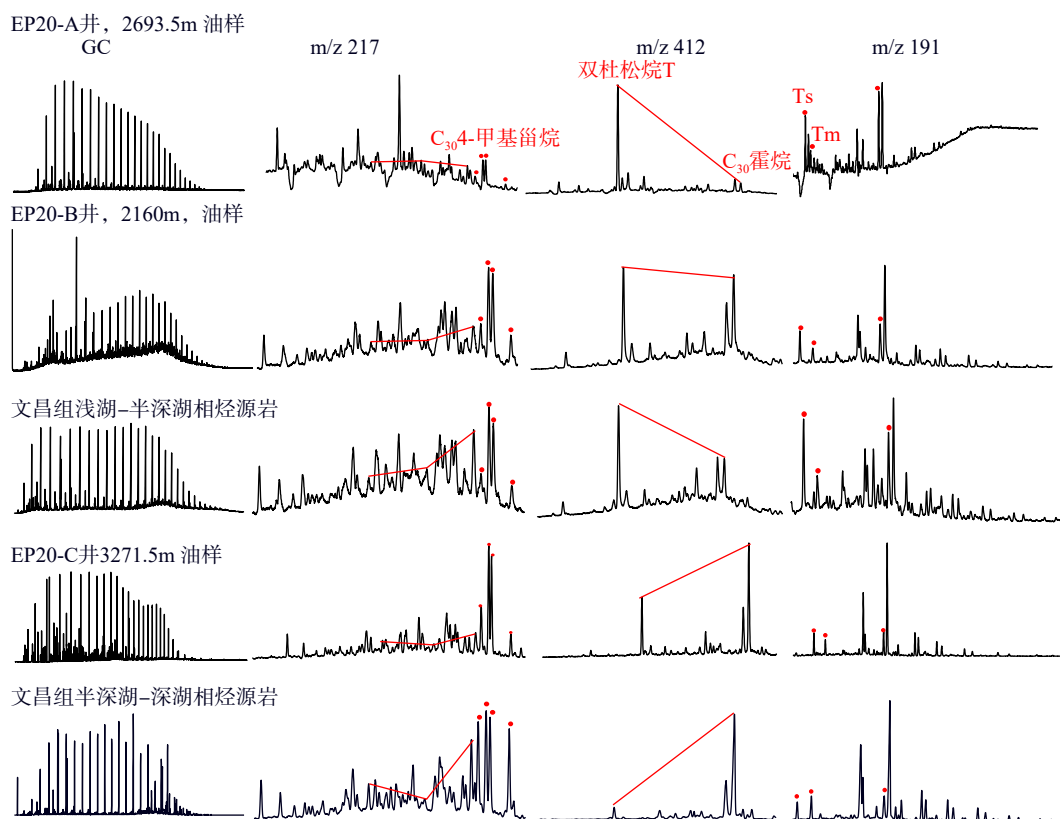 EP20-A井，2693.5m 油样
GC
m/z 217
m/z 412
m/z 191
双杜松烷T
Ts
Tm
C₃₀4-甲基甾烷
C₃₀霍烷
EP20-B井，2160m，油样
文昌组浅湖–半深湖相烃源岩
EP20-C井3271.5m 油样
文昌组半深湖–深湖相烃源岩